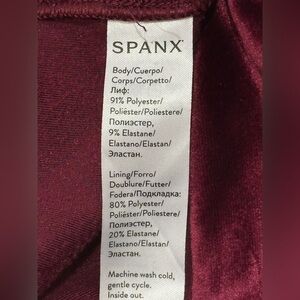 SPANX
Body/Cuerpo/
Corps/Corpetto/
Лиф:
91% Polyester/
Poliéster/Poliestere/
Полиэстер,
9% Elastane/
Elastano/Elastan/
Эластан.
Lining/Forro/
Doublure/Futter/
Fodera/Подкладка:
80% Polyester/
Poliéster/Poliestere/
Полиэстер,
20% Elastane/
Elastano/Elastan/
Эластан.
Machine wash cold,
gentle cycle.
Inside out.